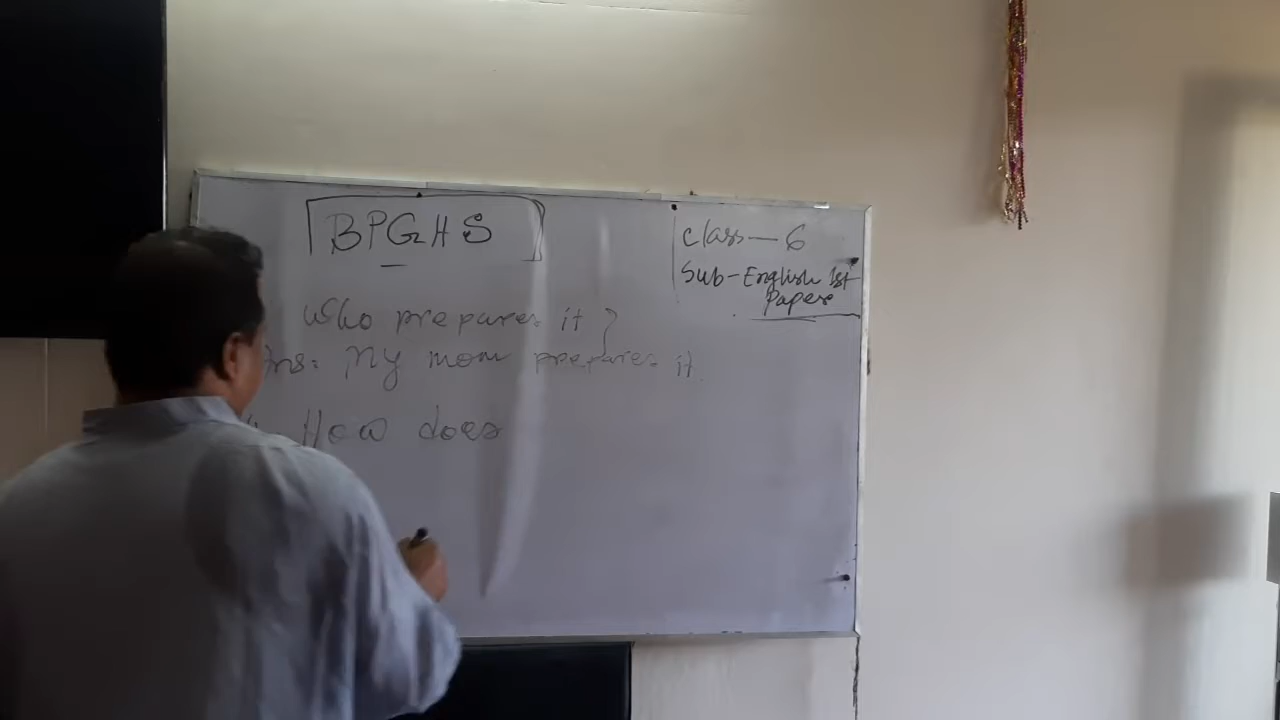 BPGHS
Class — 6
Sub-English 1st
Paper
Who prepares it ?
Ans: My mom prepares it.
How does